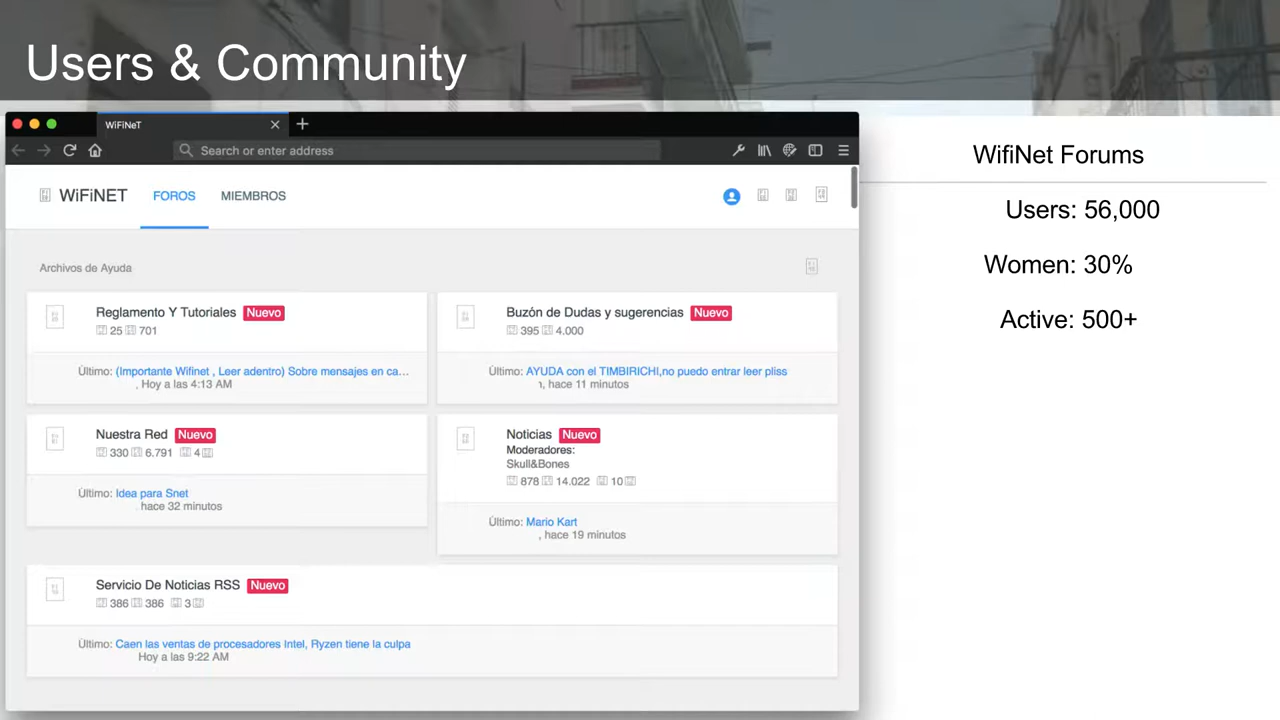 Users & Community
WiFiNeT
Search or enter address
WiFiNET
FOROS
MIEMBROS
Archivos de Ayuda
Reglamento Y Tutoriales Nuevo
25 701
Último: (Importante Wifinet , Leer adentro) Sobre mensajes en ca...
. Hoy a las 4:13 AM
Buzón de Dudas y sugerencias Nuevo
395 4.000
Último: AYUDA con el TIMBIRICHI,no puedo entrar leer pliss
, hace 11 minutos
Nuestra Red Nuevo
330 6.791 4
Último: Idea para Snet
hace 32 minutos
Noticias Nuevo
Moderadores:
Skull&Bones
878 14.022 10
Último: Mario Kart
, hace 19 minutos
Servicio De Noticias RSS Nuevo
386 386 3
Último: Caen las ventas de procesadores Intel, Ryzen tiene la culpa
Hoy a las 9:22 AM
WifiNet Forums
Users: 56,000
Women: 30%
Active: 500+